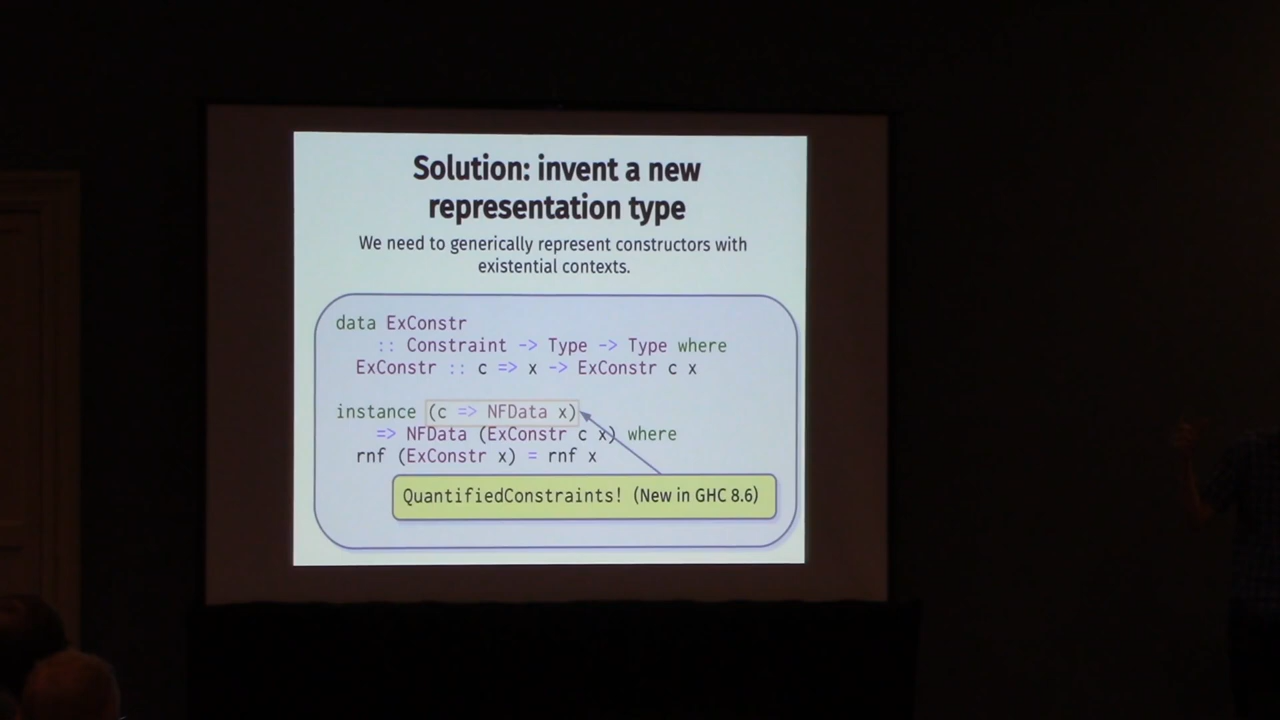 Solution: invent a new
representation type
We need to generically represent constructors with
existential contexts.
data ExConstr
:: Constraint -> Type -> Type where
ExConstr :: c => x -> ExConstr c x
instance (c => NFData x)
=> NFData (ExConstr c x) where
rnf (ExConstr x) = rnf x
QuantifiedConstraints! (New in GHC 8.6)